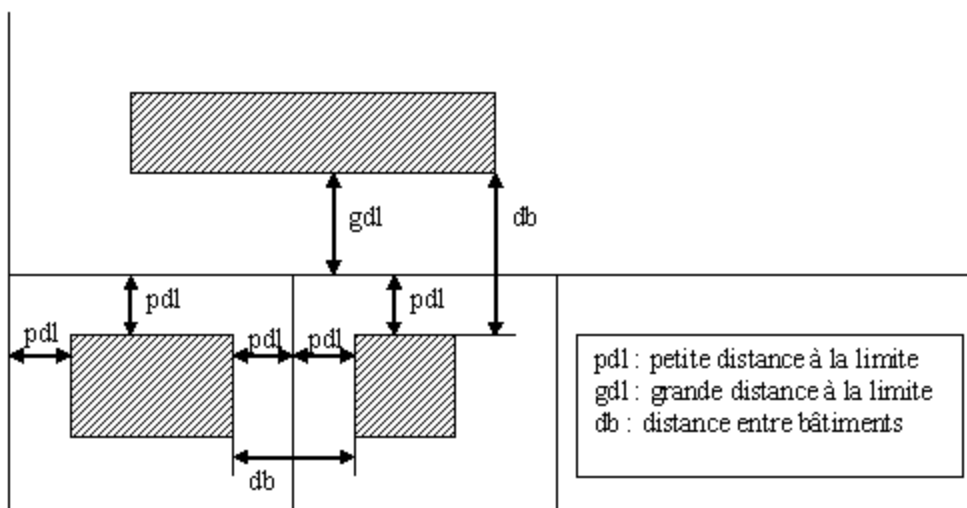 gdl
db
pdl
pdl
pdl
pdl
pdl
db
pdl : petite distance à la limite
gdl : grande distance à la limite
db : distance entre bâtiments